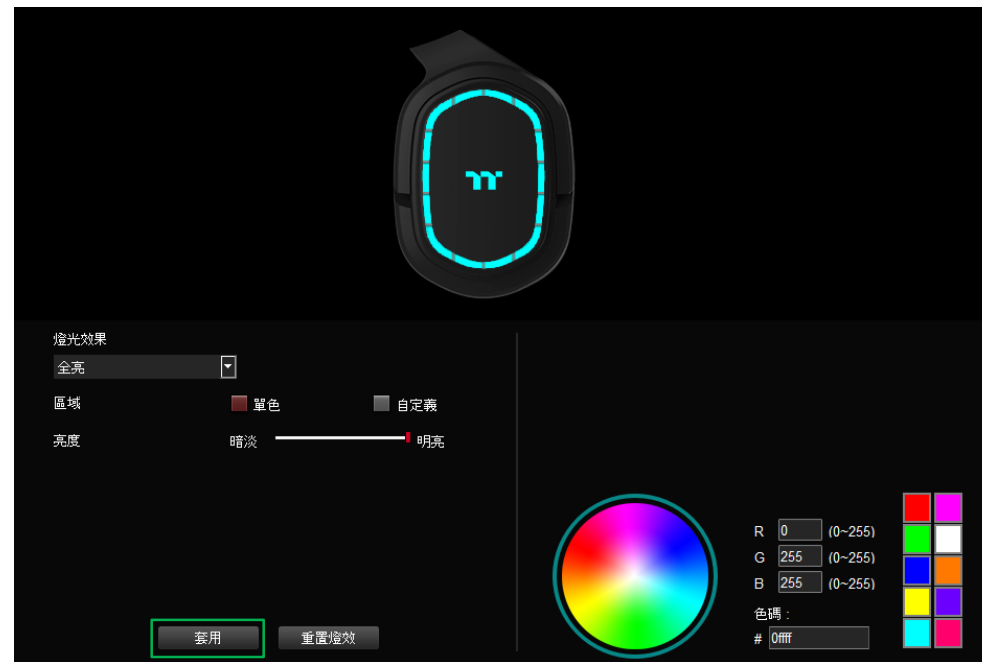 燈光效果
全亮
區域 單色 自定義
亮度 暗淡 明亮
R 0 (0~255)
G 255 (0~255)
B 255 (0~255)
色碼 :
# 0ffff
套用 重置燈效